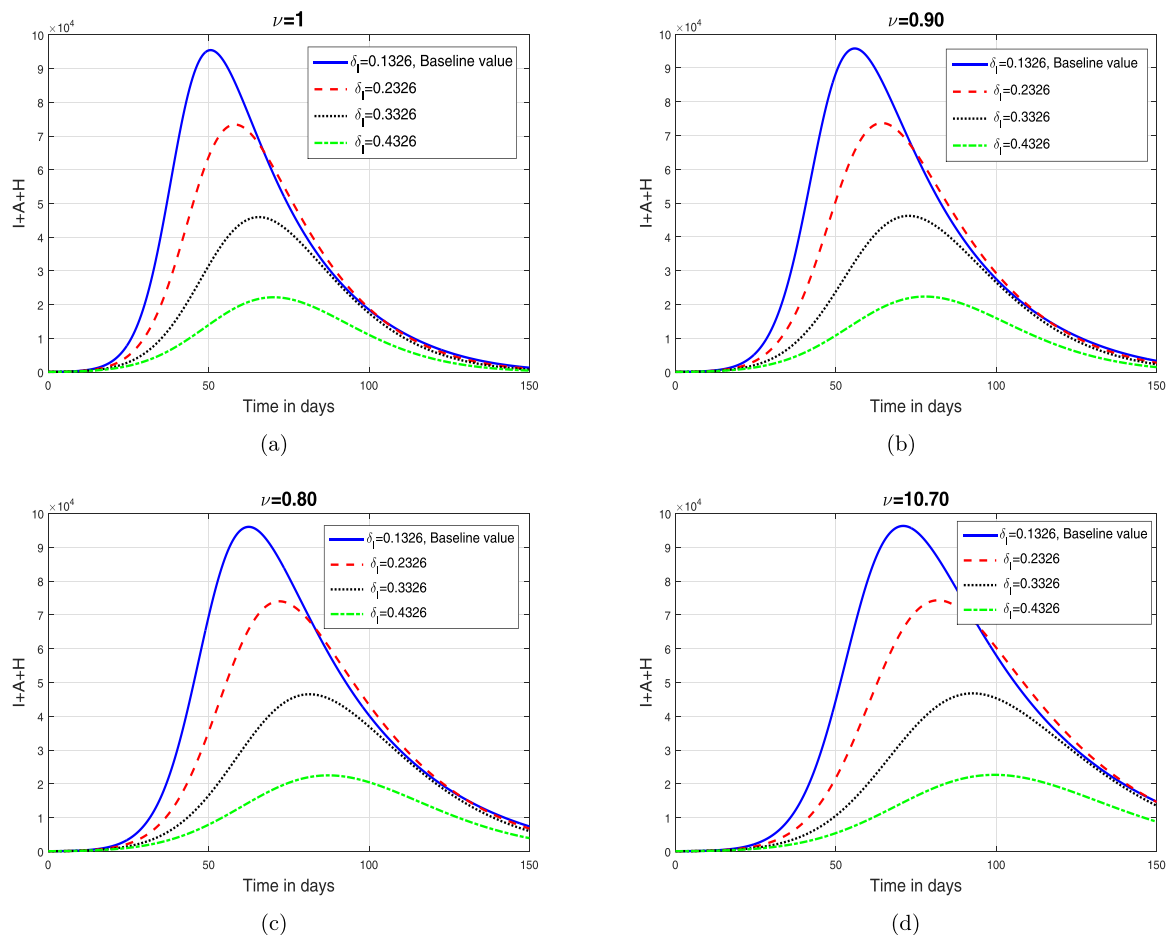 ν=1
×10⁴
10
9
8
7
6
5
4
3
2
1
0
I+A+H
δI=0.1326, Baseline value
δI=0.2326
δI=0.3326
δI=0.4326
0 50 100 150
Time in days
(a)
ν=0.90
×10⁴
10
9
8
7
6
5
4
3
2
1
0
I+A+H
δI=0.1326, Baseline value
δI=0.2326
δI=0.3326
δI=0.4326
0 50 100 150
Time in days
(b)
ν=0.80
×10⁴
10
9
8
7
6
5
4
3
2
1
0
I+A+H
δI=0.1326, Baseline value
δI=0.2326
δI=0.3326
δI=0.4326
0 50 100 150
Time in days
(c)
ν=10.70
×10⁴
10
9
8
7
6
5
4
3
2
1
0
I+A+H
δI=0.1326, Baseline value
δI=0.2326
δI=0.3326
δI=0.4326
0 50 100 150
Time in days
(d)